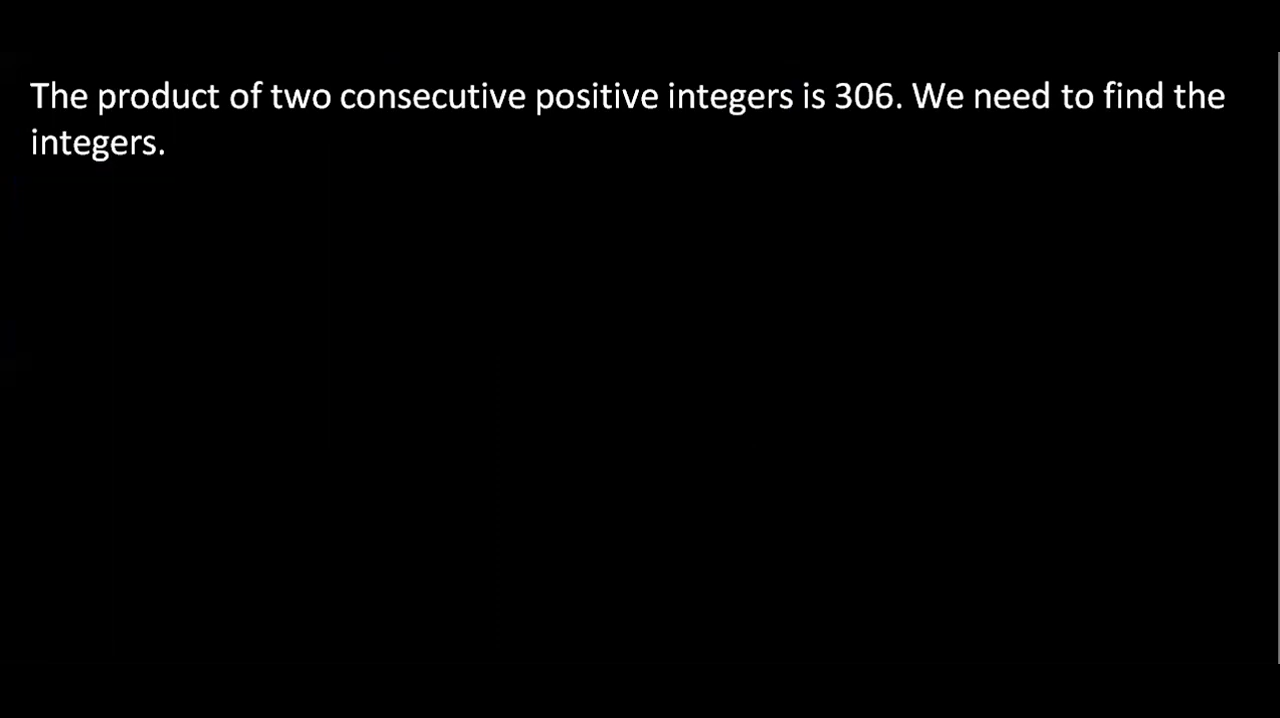 The product of two consecutive positive integers is 306. We need to find the
integers.